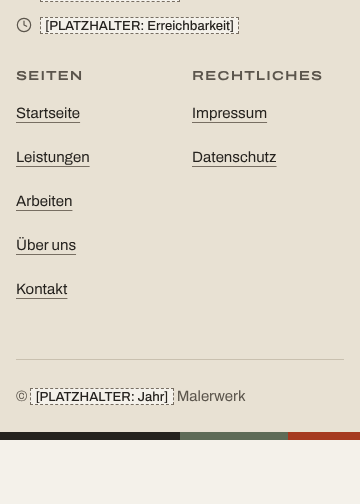 [PLATZHALTER: Erreichbarkeit]
SEITEN
Startseite
Leistungen
Arbeiten
Über uns
Kontakt
RECHTLICHES
Impressum
Datenschutz
© [PLATZHALTER: Jahr] Malerwerk